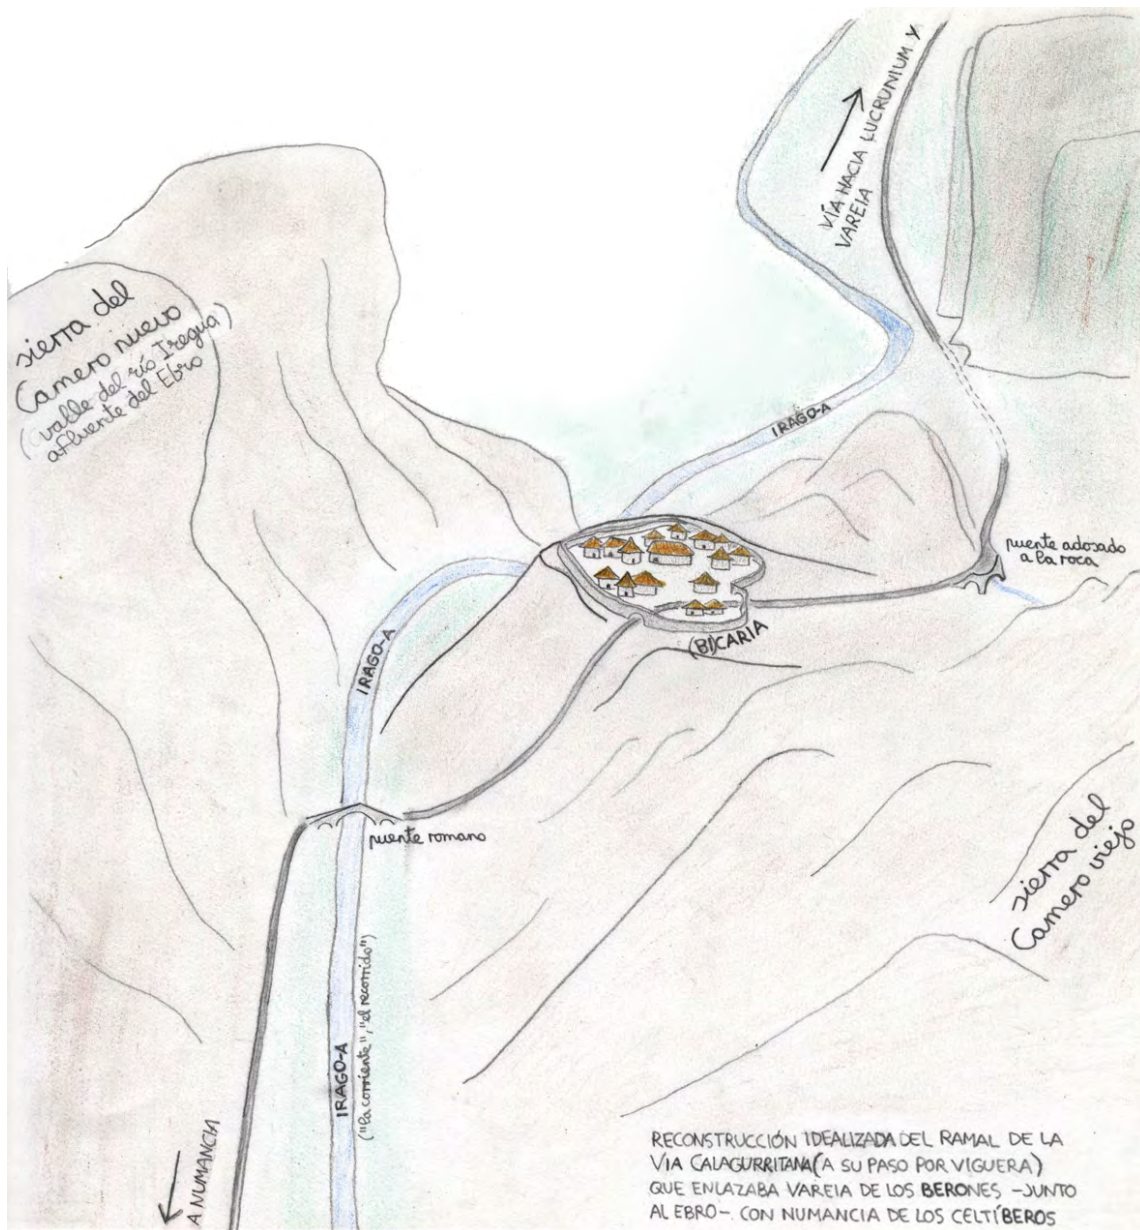 VÍA HACIA LUCRUNIUM Y
VAREIA
sierra del
Camero nuevo
(valle del río Iregua)
afluente del Ebro
IRAGO-A
puente adosado
a la roca
(BI)CARIA
IRAGO-A
puente romano
sierra del
Camero viejo
IRAGO-A
("la corriente", "el recorrido")
A NUMANCIA
RECONSTRUCCIÓN IDEALIZADA DEL RAMAL DE LA
VIA CALAGURRITANA (A SU PASO POR VIGUERA)
QUE ENLAZABA VAREIA DE LOS BERONES -JUNTO
AL EBRO-. CON NUMANCIA DE LOS CELTÍBEROS